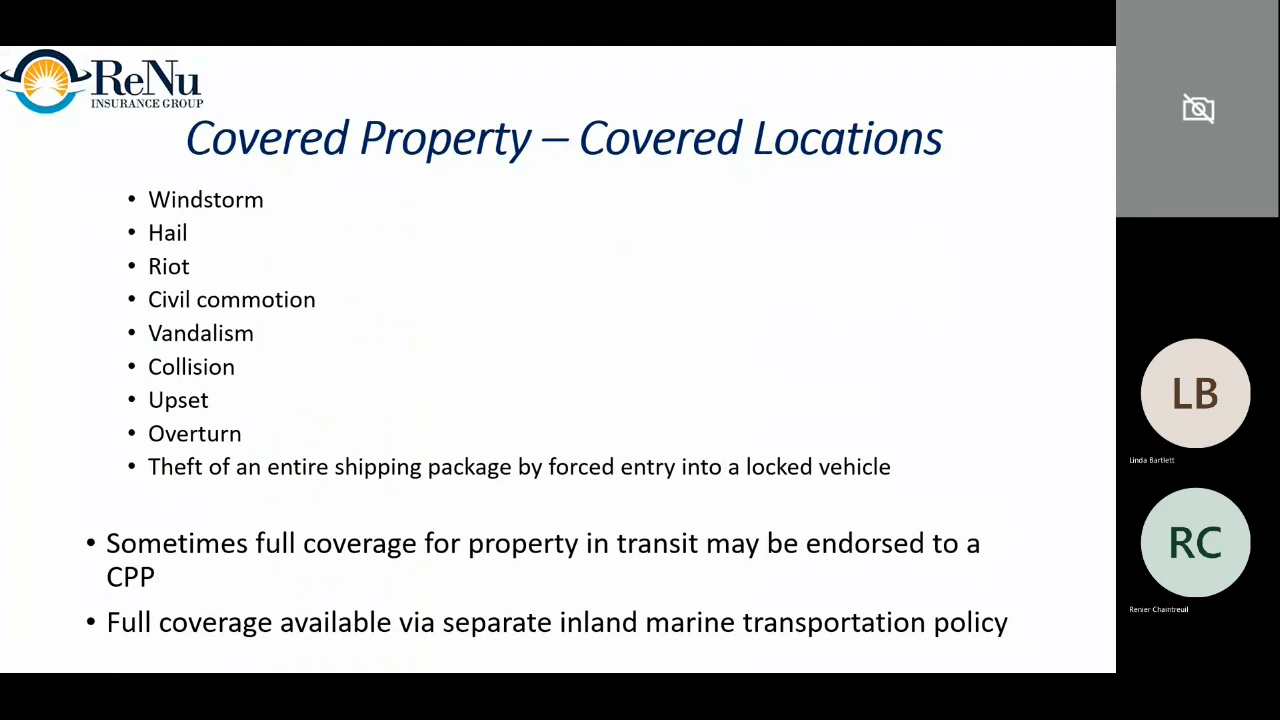 ReNu
INSURANCE GROUP
Covered Property – Covered Locations
• Windstorm
• Hail
• Riot
• Civil commotion
• Vandalism
• Collision
• Upset
• Overturn
• Theft of an entire shipping package by forced entry into a locked vehicle
• Sometimes full coverage for property in transit may be endorsed to a
CPP
• Full coverage available via separate inland marine transportation policy
LB
Linda Bartlett
RC
Renier Chaintreuil